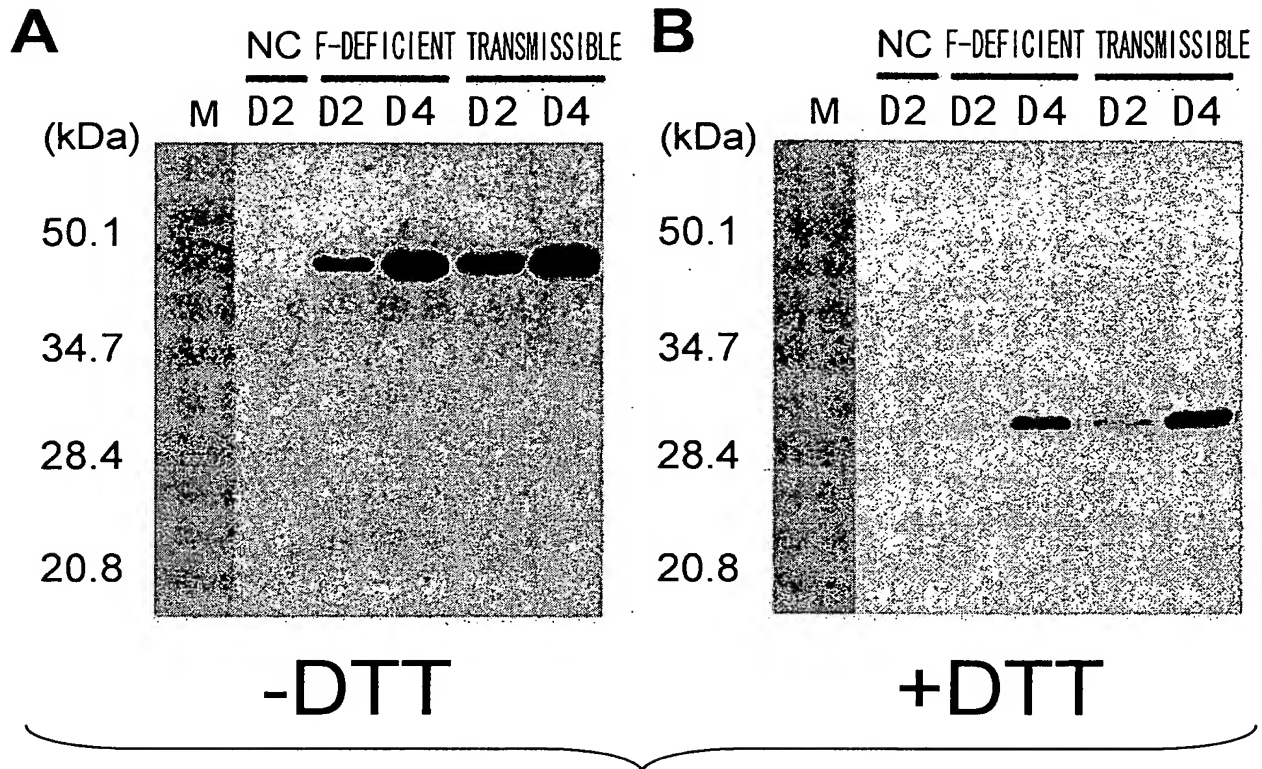 A
NC F-DEFICIENT TRANSMISSIBLE
M D2 D2 D4 D2 D4
(kDa)
50.1
34.7
28.4
20.8
-DTT
B
NC F-DEFICIENT TRANSMISSIBLE
M D2 D2 D4 D2 D4
(kDa)
50.1
34.7
28.4
20.8
+DTT